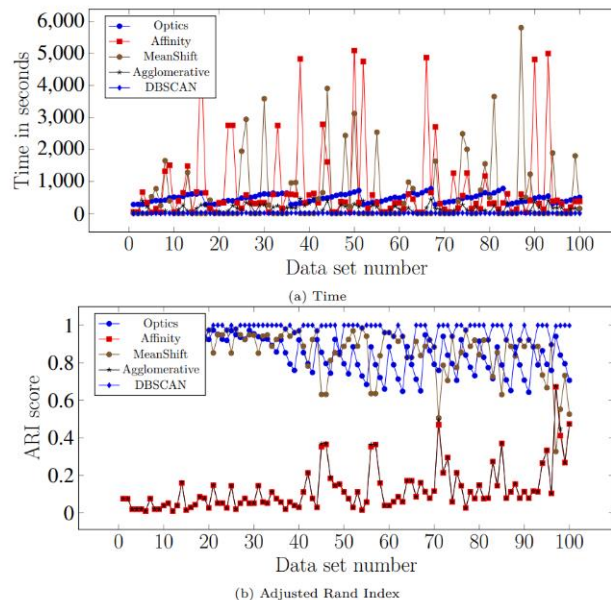 6,000
5,000
4,000
3,000
2,000
1,000
0
Time in seconds
Optics
Affinity
MeanShift
Agglomerative
DBSCAN
0 10 20 30 40 50 60 70 80 90 100
Data set number
(a) Time
1
0.8
0.6
0.4
0.2
0
ARI score
Optics
Affinity
MeanShift
Agglomerative
DBSCAN
0 10 20 30 40 50 60 70 80 90 100
Data set number
(b) Adjusted Rand Index